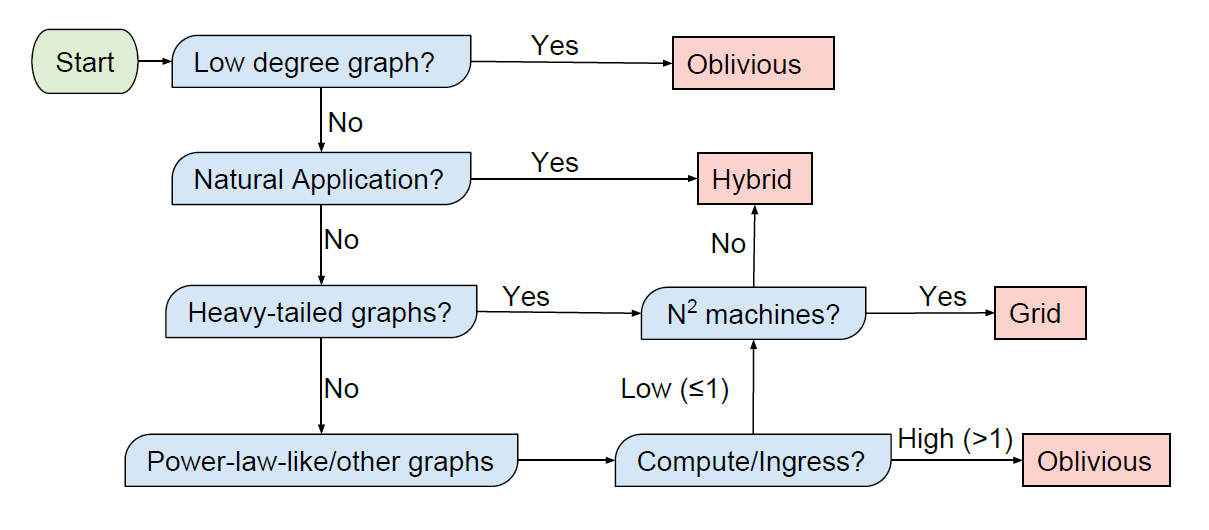 Start
Low degree graph?
Yes
Oblivious
No
Natural Application?
Yes
Hybrid
No
No
Heavy-tailed graphs?
Yes
N² machines?
Yes
Grid
No
Low (≤1)
Power-law-like/other graphs
Compute/Ingress?
High (>1)
Oblivious